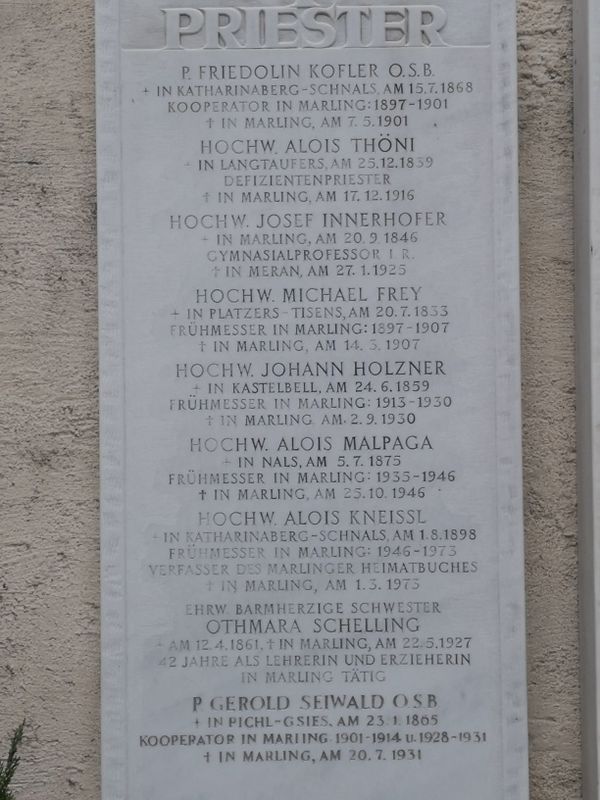 PRIESTER
P. FRIEDOLIN KOFLER O.S.B.
+ IN KATHARINABERG-SCHNALS, AM 15.7.1868
KOOPERATOR IN MARLING: 1897-1901
† IN MARLING, AM 7.5.1901
HOCHW. ALOIS THÖNI
+ IN LANGTAUFERS, AM 25.12.1839
DEFIZIENTENPRIESTER
† IN MARLING, AM 17.12.1916
HOCHW. JOSEF INNERHOFER
+ IN MARLING, AM 20.9.1846
GYMNASIALPROFESSOR I. R.
† IN MERAN, AM 27.1.1925
HOCHW. MICHAEL FREY
+ IN PLATZERS-TISENS, AM 20.7.1833
FRÜHMESSER IN MARLING: 1897-1907
† IN MARLING, AM 14.3.1907
HOCHW. JOHANN HOLZNER
+ IN KASTELBELL, AM 24.6.1859
FRÜHMESSER IN MARLING: 1913-1930
† IN MARLING AM. 2.9.1930
HOCHW. ALOIS MALPAGA
+ IN NALS, AM 5.7.1875
FRÜHMESSER IN MARLING: 1935-1946
† IN MARLING, AM 25.10.1946
HOCHW. ALOIS KNEISSL
+ IN KATHARINABERG-SCHNALS, AM 1.8.1898
FRÜHMESSER IN MARLING: 1946-1973
VERFASSER DES MARLINGER HEIMATBUCHES
† IN MARLING, AM 1.3.1973
EHRW. BARMHERZIGE SCHWESTER
OTHMARA SCHELLING
+ AM 12.4.1861, † IN MARLING, AM 22.5.1927
42 JAHRE ALS LEHRERIN UND ERZIEHERIN
IN MARLING TÄTIG
P. GEROLD SEIWALD O S B
+ IN PICHL-GSIES, AM 23.1.1865
KOOPERATOR IN MARLING 1901-1914 u. 1928-1931
† IN MARLING, AM 20.7.1931